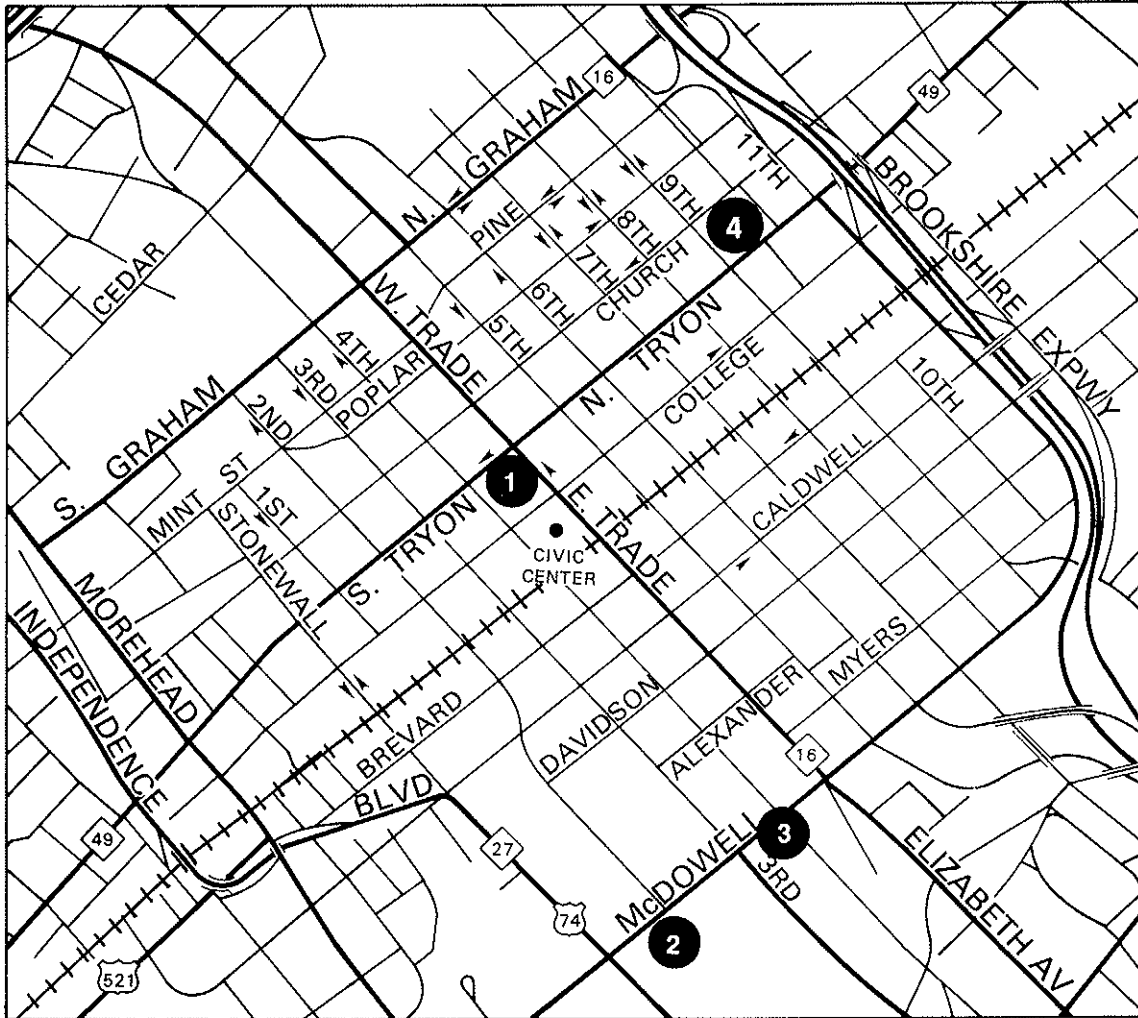 16
49
N. GRAHAM
11TH
BROOKSHIRE EXPWY
9TH
PINE
8TH
4
7TH
CHURCH
CEDAR
6TH
W. TRADE
5TH
4TH
N. TRYON
3RD
POPLAR
COLLEGE
10TH
S. GRAHAM
2ND
CALDWELL
1
MINT ST
1ST
E. TRADE
STONEWALL
S. TRYON
CIVIC
CENTER
MOREHEAD
INDEPENDENCE
BLVD
MYERS
BREVARD
DAVIDSON
ALEXANDER
16
49
27
3
McDOWELL
3RD
ELIZABETH AV
74
2
521